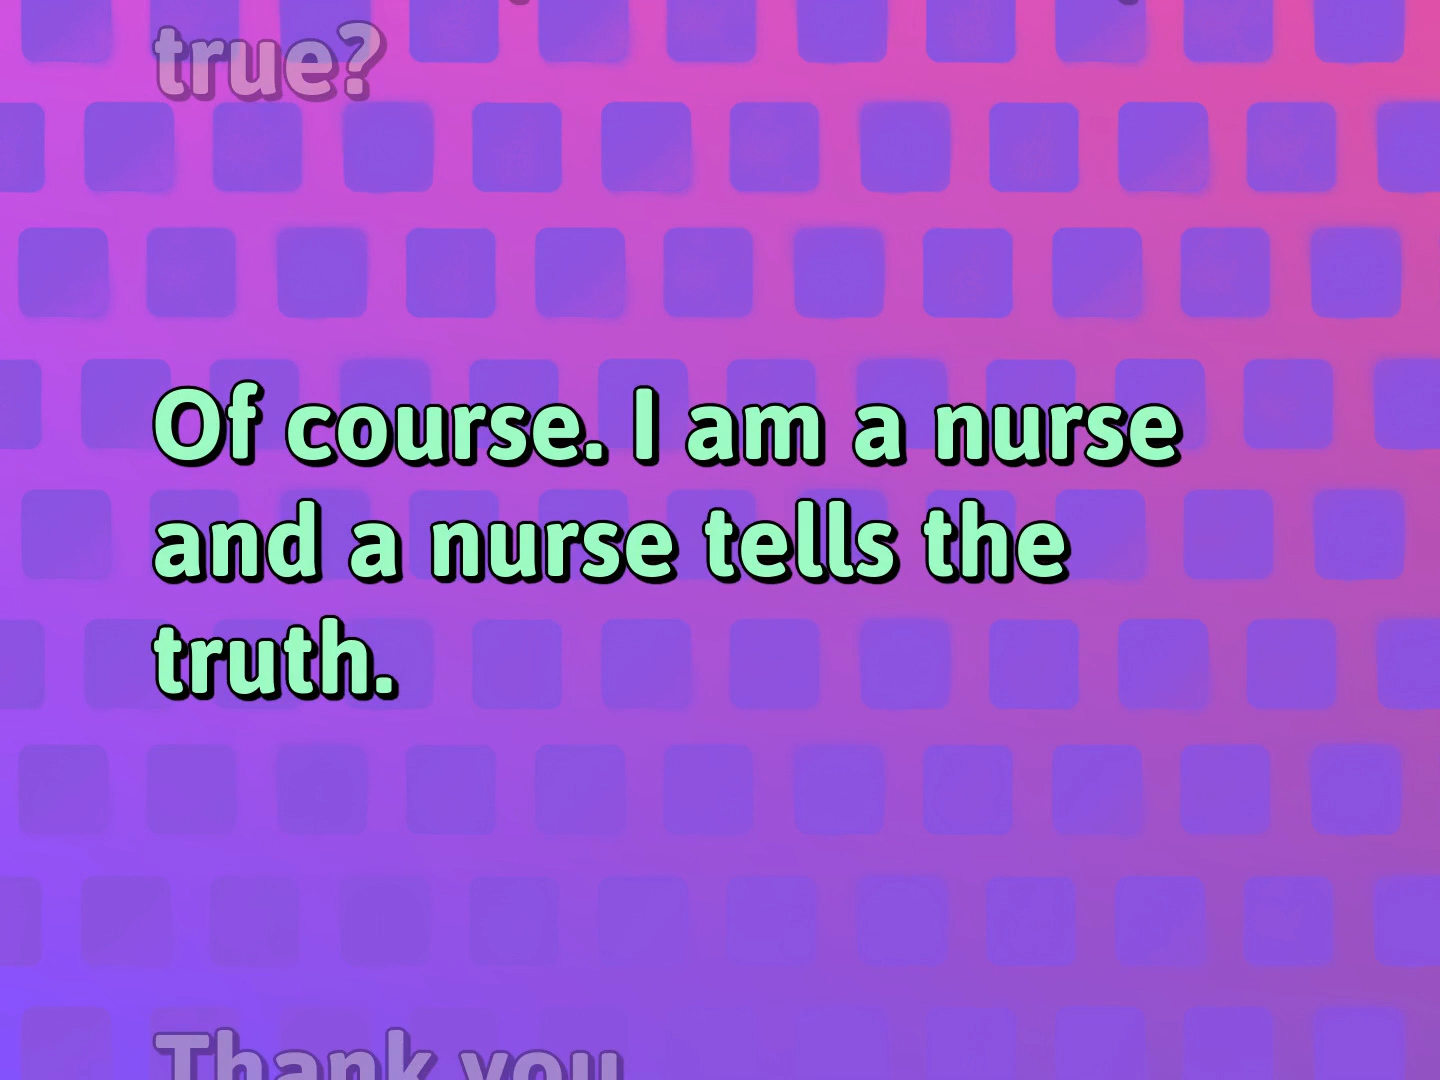 true?
Of course. I am a nurse
and a nurse tells the
truth.
Thank you